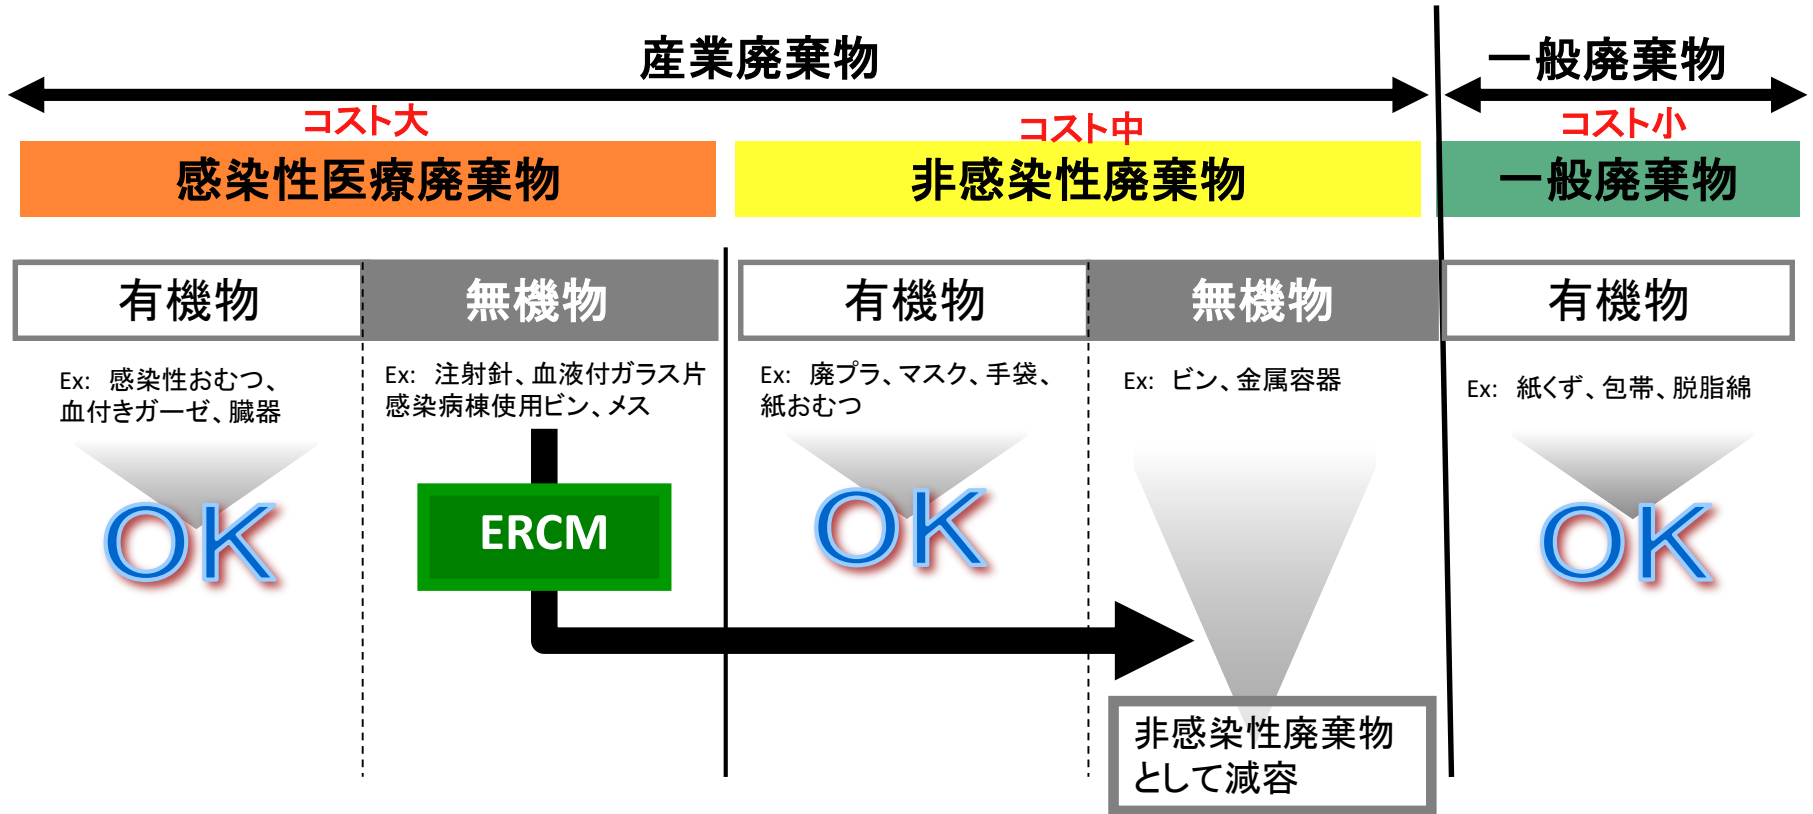 産業廃棄物
一般廃棄物
コスト大
コスト中
コスト小
感染性医療廃棄物
非感染性廃棄物
一般廃棄物
有機物
無機物
有機物
無機物
有機物
Ex: 感染性おむつ、
血付きガーゼ、臓器
Ex: 注射針、血液付ガラス片
感染病棟使用ビン、メス
Ex: 廃プラ、マスク、手袋、
紙おむつ
Ex: ビン、金属容器
Ex: 紙くず、包帯、脱脂綿
OK
ERCM
OK
OK
非感染性廃棄物
として減容